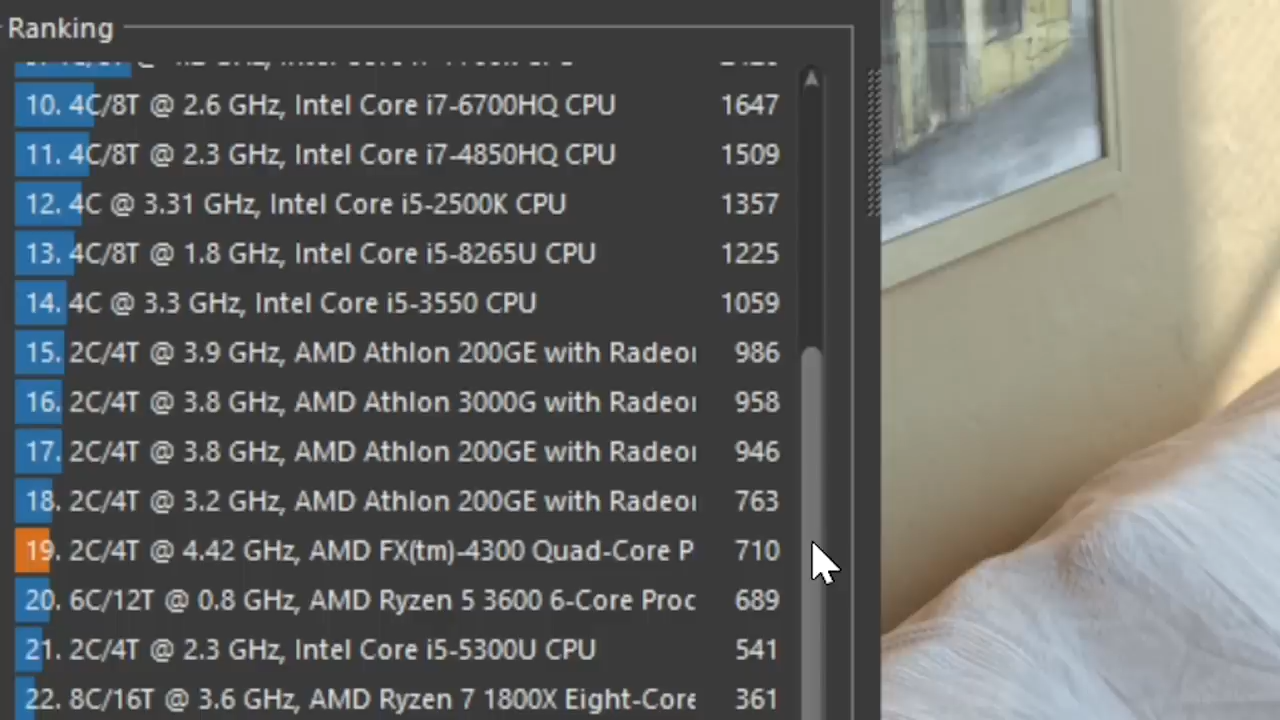 Ranking
10. 4C/8T @ 2.6 GHz, Intel Core i7-6700HQ CPU 1647
11. 4C/8T @ 2.3 GHz, Intel Core i7-4850HQ CPU 1509
12. 4C @ 3.31 GHz, Intel Core i5-2500K CPU 1357
13. 4C/8T @ 1.8 GHz, Intel Core i5-8265U CPU 1225
14. 4C @ 3.3 GHz, Intel Core i5-3550 CPU 1059
15. 2C/4T @ 3.9 GHz, AMD Athlon 200GE with Radeo 986
16. 2C/4T @ 3.8 GHz, AMD Athlon 3000G with Radeo 958
17. 2C/4T @ 3.8 GHz, AMD Athlon 200GE with Radeo 946
18. 2C/4T @ 3.2 GHz, AMD Athlon 200GE with Radeo 763
19. 2C/4T @ 4.42 GHz, AMD FX(tm)-4300 Quad-Core P 710
20. 6C/12T @ 0.8 GHz, AMD Ryzen 5 3600 6-Core Proc 689
21. 2C/4T @ 2.3 GHz, Intel Core i5-5300U CPU 541
22. 8C/16T @ 3.6 GHz, AMD Ryzen 7 1800X Eight-Core 361